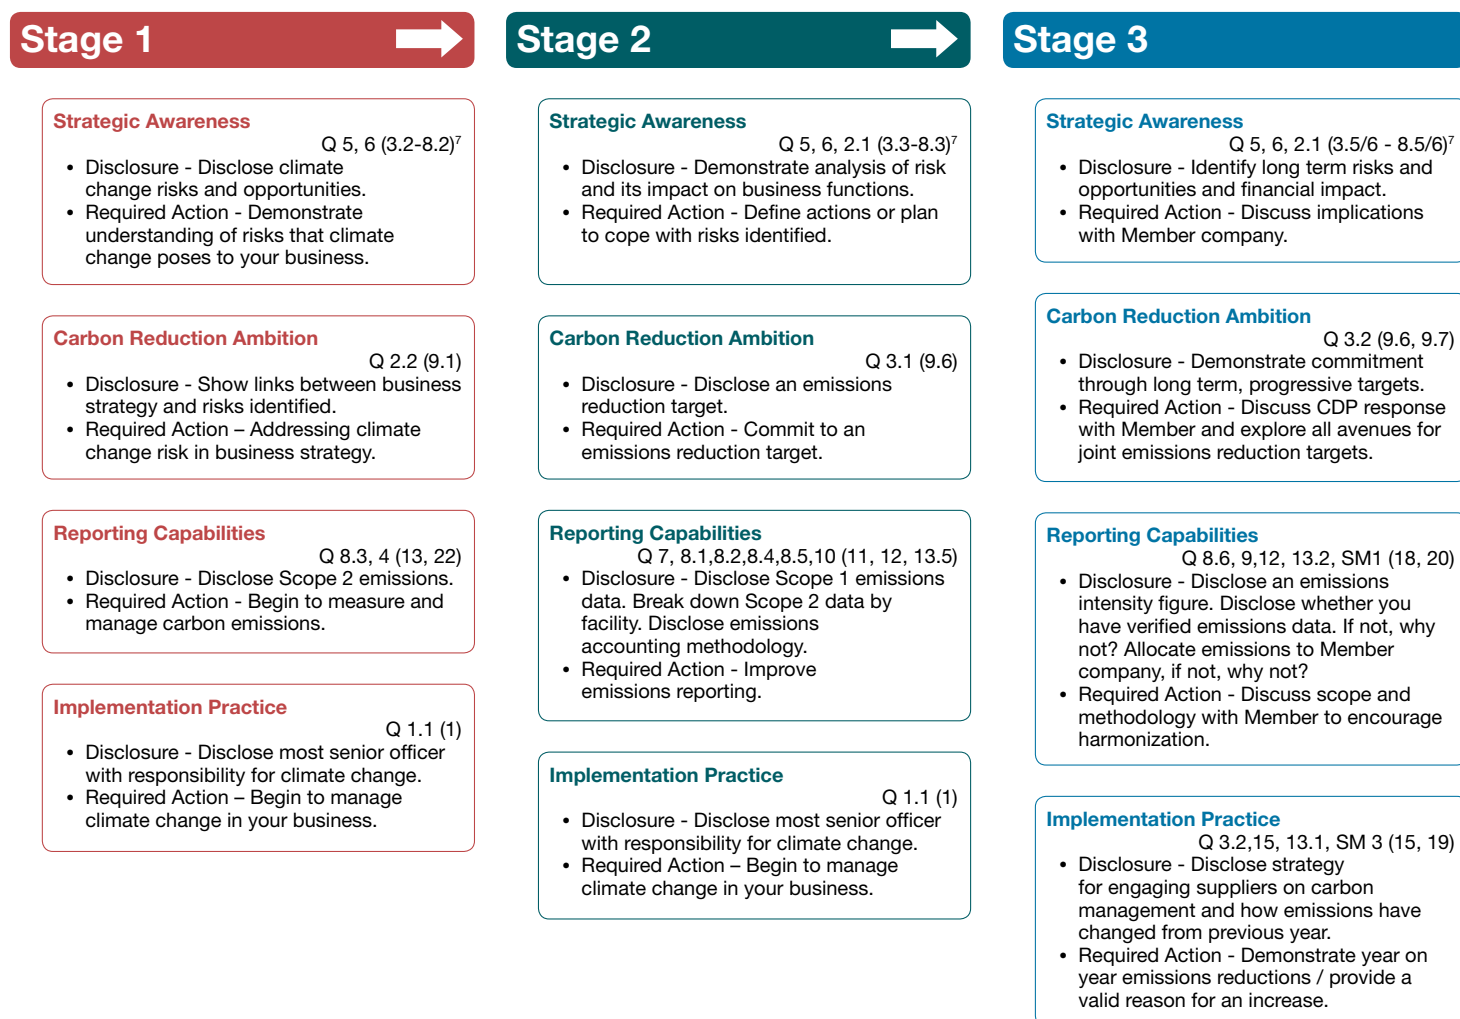 Stage 1
Strategic Awareness
Q 5, 6 (3.2-8.2)7
• Disclosure - Disclose climate
change risks and opportunities.
• Required Action - Demonstrate
understanding of risks that climate
change poses to your business.
Carbon Reduction Ambition
Q 2.2 (9.1)
• Disclosure - Show links between business
strategy and risks identified.
• Required Action – Addressing climate
change risk in business strategy.
Reporting Capabilities
Q 8.3, 4 (13, 22)
• Disclosure - Disclose Scope 2 emissions.
• Required Action - Begin to measure and
manage carbon emissions.
Implementation Practice
Q 1.1 (1)
• Disclosure - Disclose most senior officer
with responsibility for climate change.
• Required Action – Begin to manage
climate change in your business.
Stage 2
Strategic Awareness
Q 5, 6, 2.1 (3.3-8.3)7
• Disclosure - Demonstrate analysis of risk
and its impact on business functions.
• Required Action - Define actions or plan
to cope with risks identified.
Carbon Reduction Ambition
Q 3.1 (9.6)
• Disclosure - Disclose an emissions
reduction target.
• Required Action - Commit to an
emissions reduction target.
Reporting Capabilities
Q 7, 8.1,8.2,8.4,8.5,10 (11, 12, 13.5)
• Disclosure - Disclose Scope 1 emissions
data. Break down Scope 2 data by
facility. Disclose emissions
accounting methodology.
• Required Action - Improve
emissions reporting.
Implementation Practice
Q 1.1 (1)
• Disclosure - Disclose most senior officer
with responsibility for climate change.
• Required Action – Begin to manage
climate change in your business.
Stage 3
Strategic Awareness
Q 5, 6, 2.1 (3.5/6 - 8.5/6)7
• Disclosure - Identify long term risks and
opportunities and financial impact.
• Required Action - Discuss implications
with Member company.
Carbon Reduction Ambition
Q 3.2 (9.6, 9.7)
• Disclosure - Demonstrate commitment
through long term, progressive targets.
• Required Action - Discuss CDP response
with Member and explore all avenues for
joint emissions reduction targets.
Reporting Capabilities
Q 8.6, 9,12, 13.2, SM1 (18, 20)
• Disclosure - Disclose an emissions
intensity figure. Disclose whether you
have verified emissions data. If not, why
not? Allocate emissions to Member
company, if not, why not?
• Required Action - Discuss scope and
methodology with Member to encourage
harmonization.
Implementation Practice
Q 3.2,15, 13.1, SM 3 (15, 19)
• Disclosure - Disclose strategy
for engaging suppliers on carbon
management and how emissions have
changed from previous year.
• Required Action - Demonstrate year on
year emissions reductions / provide a
valid reason for an increase.